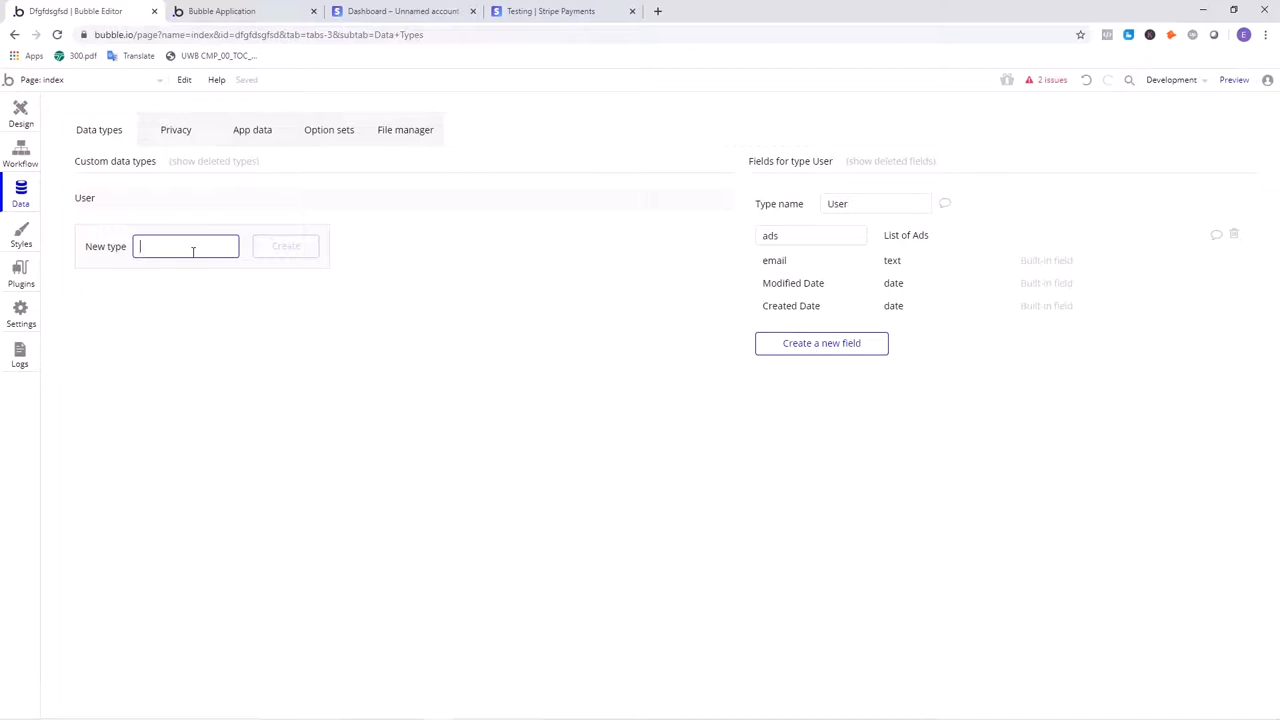 Dfgfdsgfsd | Bubble Editor
Bubble Application
Dashboard – Unnamed account
Testing | Stripe Payments
bubble.io/page?name=index&id=dfgfdsgfsd&tab=tabs-3&subtab=Data+Types
E
Apps
300.pdf
Translate
UWB CMP_00_TOC_...
Page: index
Edit
Help
Saved
2 issues
Development
Preview
Design
Workflow
Data
Styles
Plugins
Settings
Logs
Data types
Privacy
App data
Option sets
File manager
Custom data types (show deleted types)
User
New type
Create
Fields for type User (show deleted fields)
Type name User
ads List of Ads
email text Built-in field
Modified Date date Built-in field
Created Date date Built-in field
Create a new field